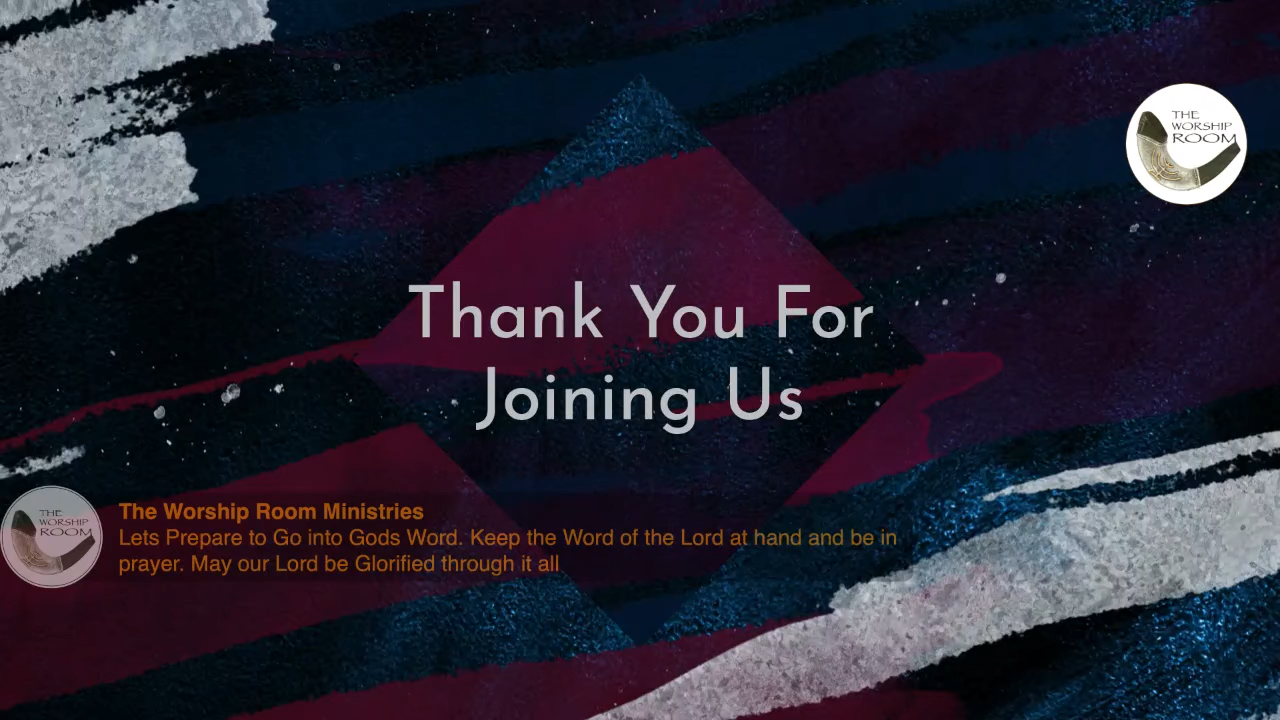 THE
WORSHIP
ROOM
Thank You For
Joining Us
THE
WORSHIP
ROOM
The Worship Room Ministries
Lets Prepare to Go into Gods Word. Keep the Word of the Lord at hand and be in
prayer. May our Lord be Glorified through it all